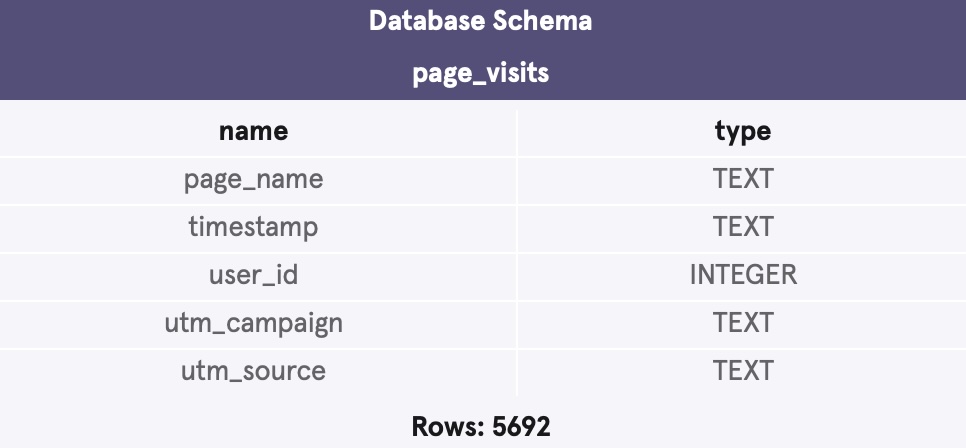 Database Schema
page_visits
name type
page_name TEXT
timestamp TEXT
user_id INTEGER
utm_campaign TEXT
utm_source TEXT
Rows: 5692